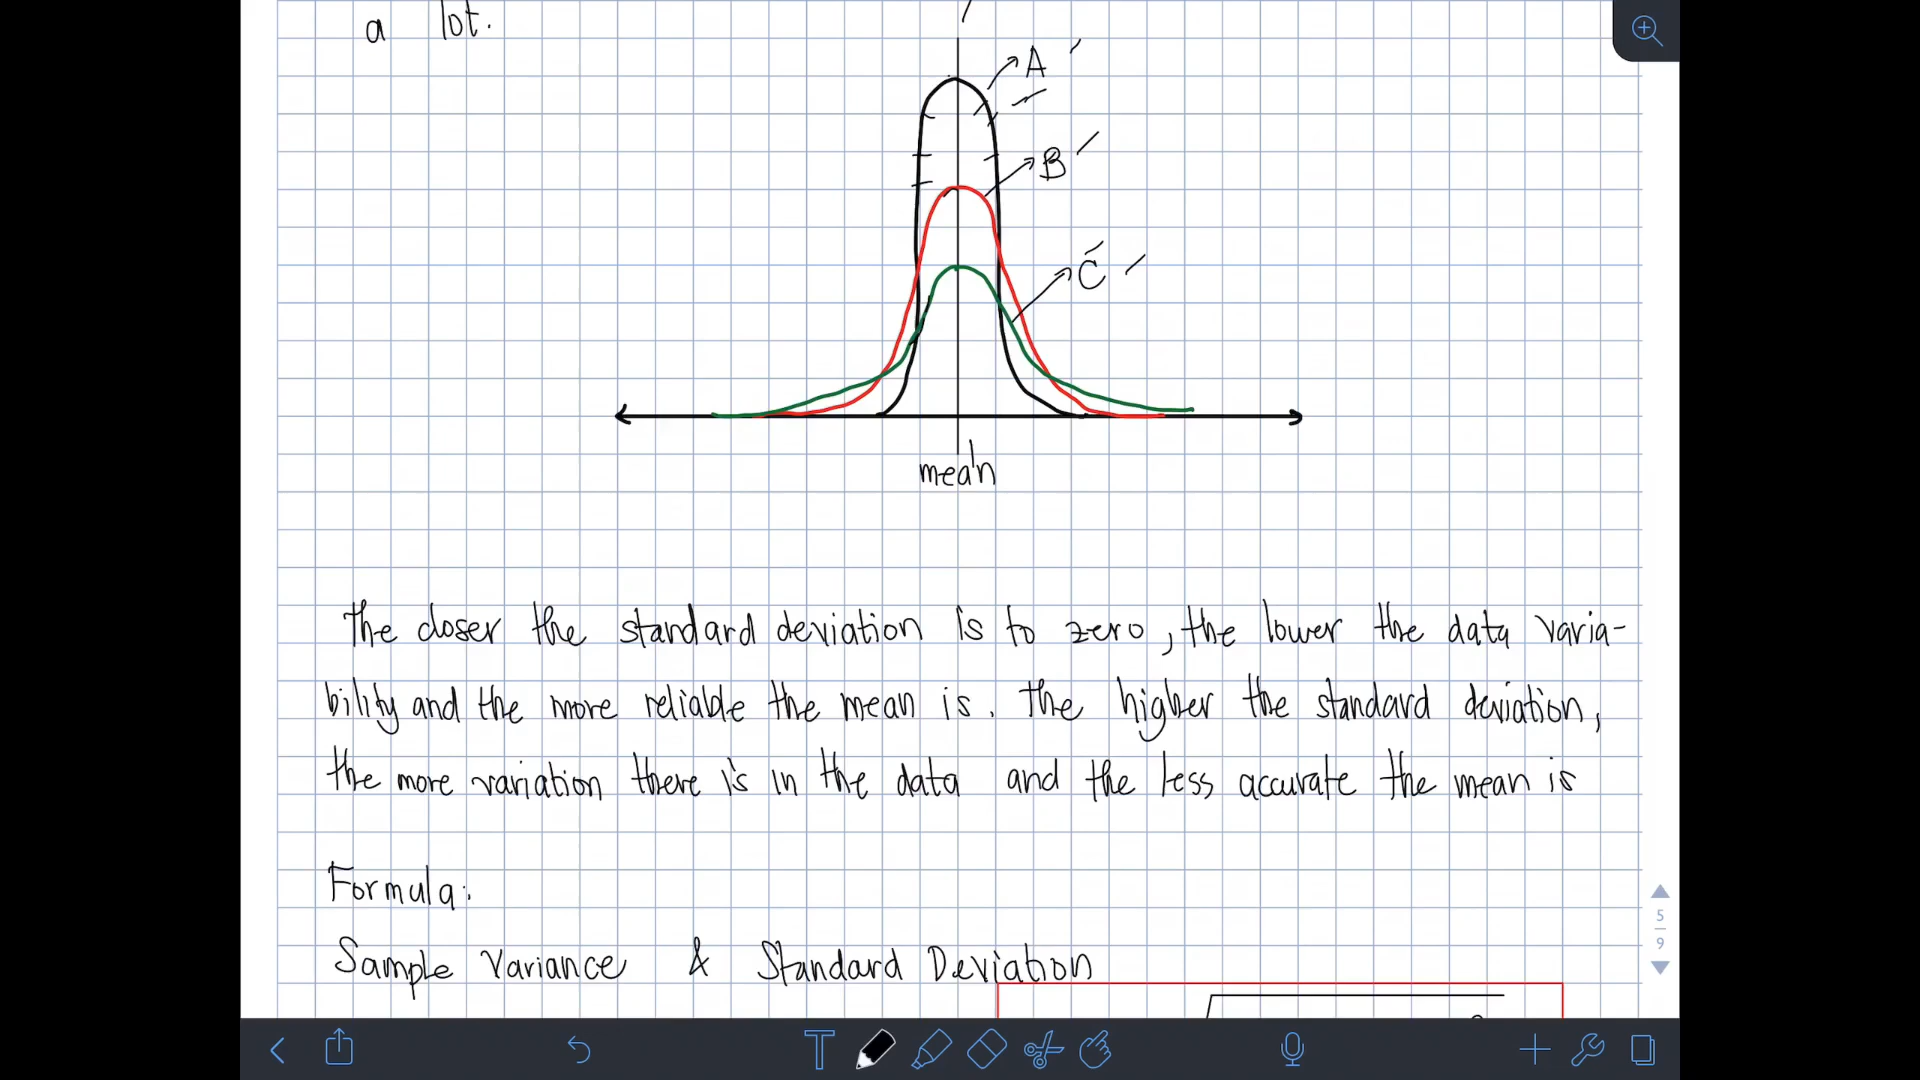 a lot.
A
B
C
mean
The closer the standard deviation is to zero, the lower the data varia-
bility and the more reliable the mean is. The higher the standard deviation,
the more variation there is in the data and the less accurate the mean is
Formula:
Sample Variance & Standard Deviation
5
9
T